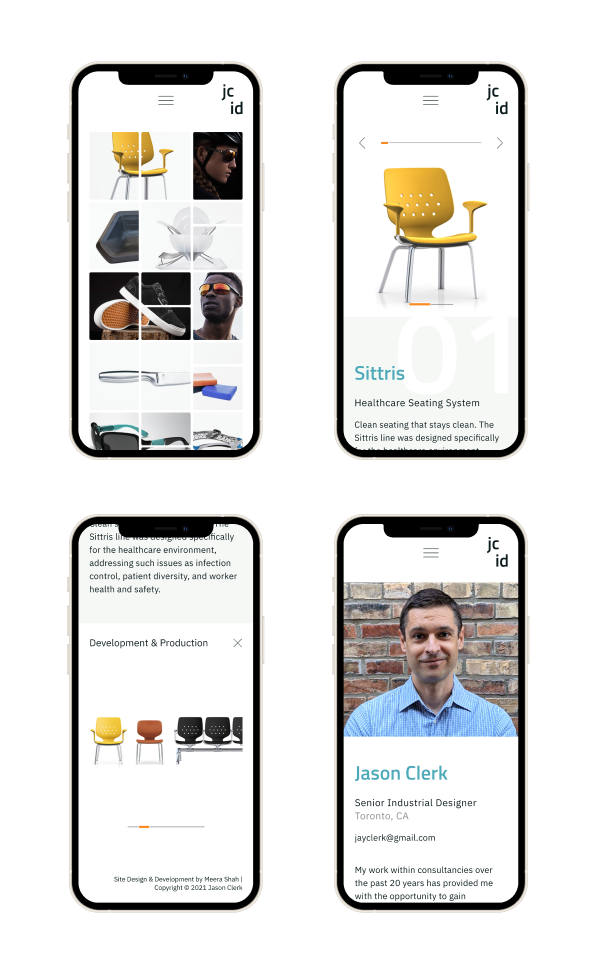 jc
id
jc
id
01
Sittris
Healthcare Seating System
Clean seating that stays clean. The
Sittris line was designed specifically
for the healthcare environment,
Clean The
Sittris line was designed specifically
for the healthcare environment,
addressing such issues as infection
control, patient diversity, and worker
health and safety.
Development & Production
Site Design & Development by Meera Shah |
Copyright © 2021 Jason Clerk
jc
id
Jason Clerk
Senior Industrial Designer
Toronto, CA
jayclerk@gmail.com
My work within consultancies over
the past 20 years has provided me
with the opportunity to gain